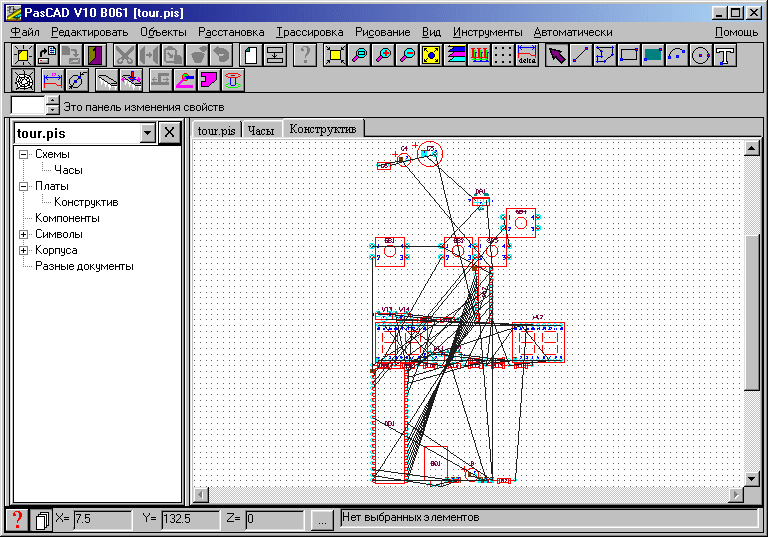 PasCAD V10 B061 [tour.pis]
Файл Редактировать Объекты Расстановка Трассировка Рисование Вид Инструменты Автоматически Помощь
delta
Это панель изменения свойств
tour.pis
tour.pis Часы Конструктив
Схемы
Часы
Платы
Конструктив
Компоненты
Символы
Корпуса
Разные документы
X= 7.5 Y= 132.5 Z= 0 ... Нет выбранных элементов